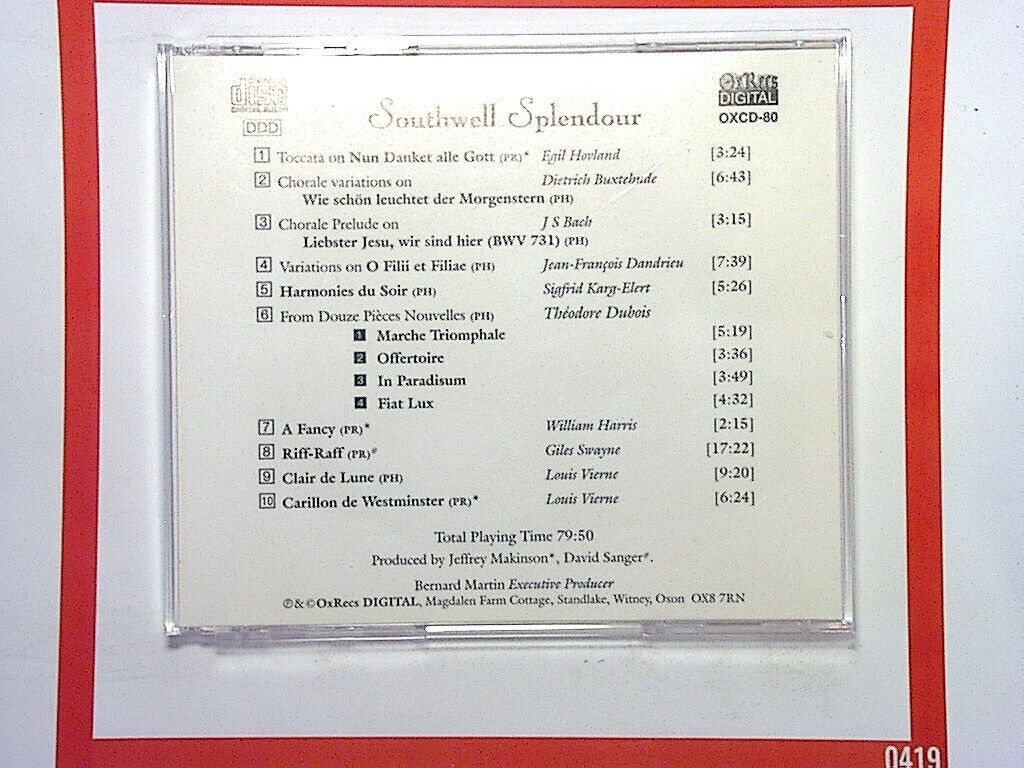 disc
DIGITAL AUDIO
DDD
Southwell Splendour
OxRecs
DIGITAL
OXCD-80
1 Toccata on Nun Danket alle Gott (PR)* Egil Hovland [3:24]
2 Chorale variations on Dietrich Buxtehude [6:43]
Wie schön leuchtet der Morgenstern (PH)
3 Chorale Prelude on J S Bach [3:15]
Liebster Jesu, wir sind hier (BWV 731) (PH)
4 Variations on O Filii et Filiae (PH) Jean-François Dandrieu [7:39]
5 Harmonies du Soir (PH) Sigfrid Karg-Elert [5:26]
6 From Douze Pièces Nouvelles (PH) Théodore Dubois
1 Marche Triomphale [5:19]
2 Offertoire [3:36]
3 In Paradisum [3:49]
4 Fiat Lux [4:32]
7 A Fancy (PR)* William Harris [2:15]
8 Riff-Raff (PR)# Giles Swayne [17:22]
9 Clair de Lune (PH) Louis Vierne [9:20]
10 Carillon de Westminster (PR)* Louis Vierne [6:24]
Total Playing Time 79:50
Produced by Jeffrey Makinson*, David Sanger#.
Bernard Martin Executive Producer
℗&©OxRecs DIGITAL, Magdalen Farm Cottage, Standlake, Witney, Oxon OX8 7RN
0419